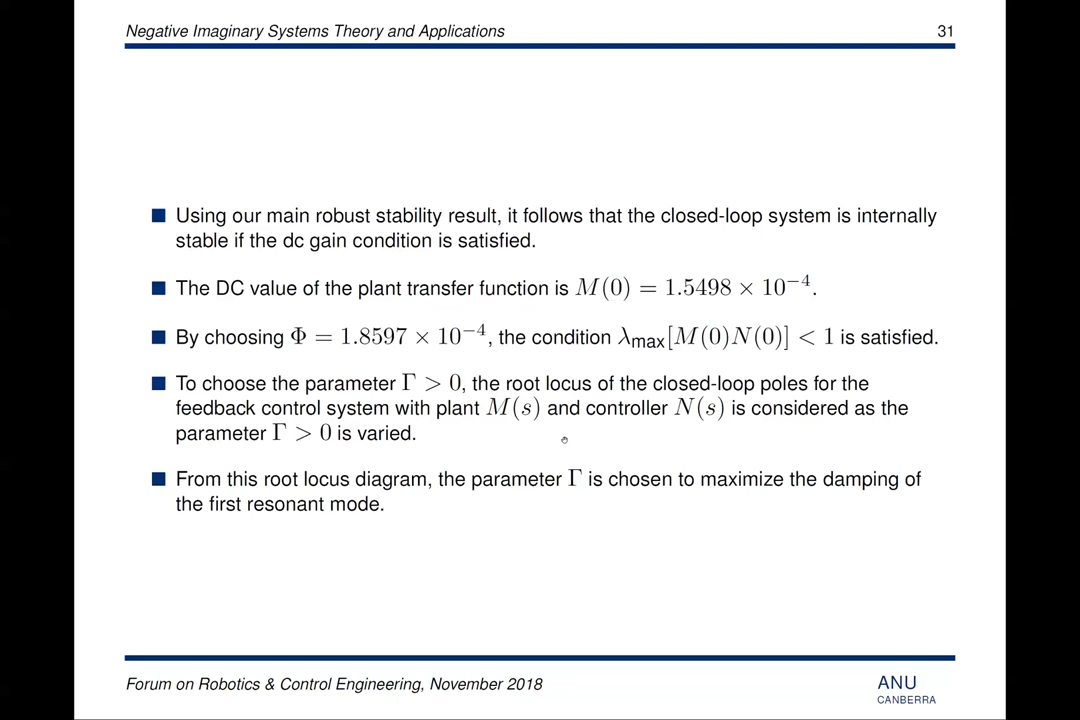 Negative Imaginary Systems Theory and Applications 31
■ Using our main robust stability result, it follows that the closed-loop system is internally
stable if the dc gain condition is satisfied.
■ The DC value of the plant transfer function is M(0) = 1.5498 × 10⁻⁴.
■ By choosing Φ = 1.8597 × 10⁻⁴, the condition λmax[M(0)N(0)] < 1 is satisfied.
■ To choose the parameter Γ > 0, the root locus of the closed-loop poles for the
feedback control system with plant M(s) and controller N(s) is considered as the
parameter Γ > 0 is varied.
■ From this root locus diagram, the parameter Γ is chosen to maximize the damping of
the first resonant mode.
Forum on Robotics & Control Engineering, November 2018
ANU
CANBERRA